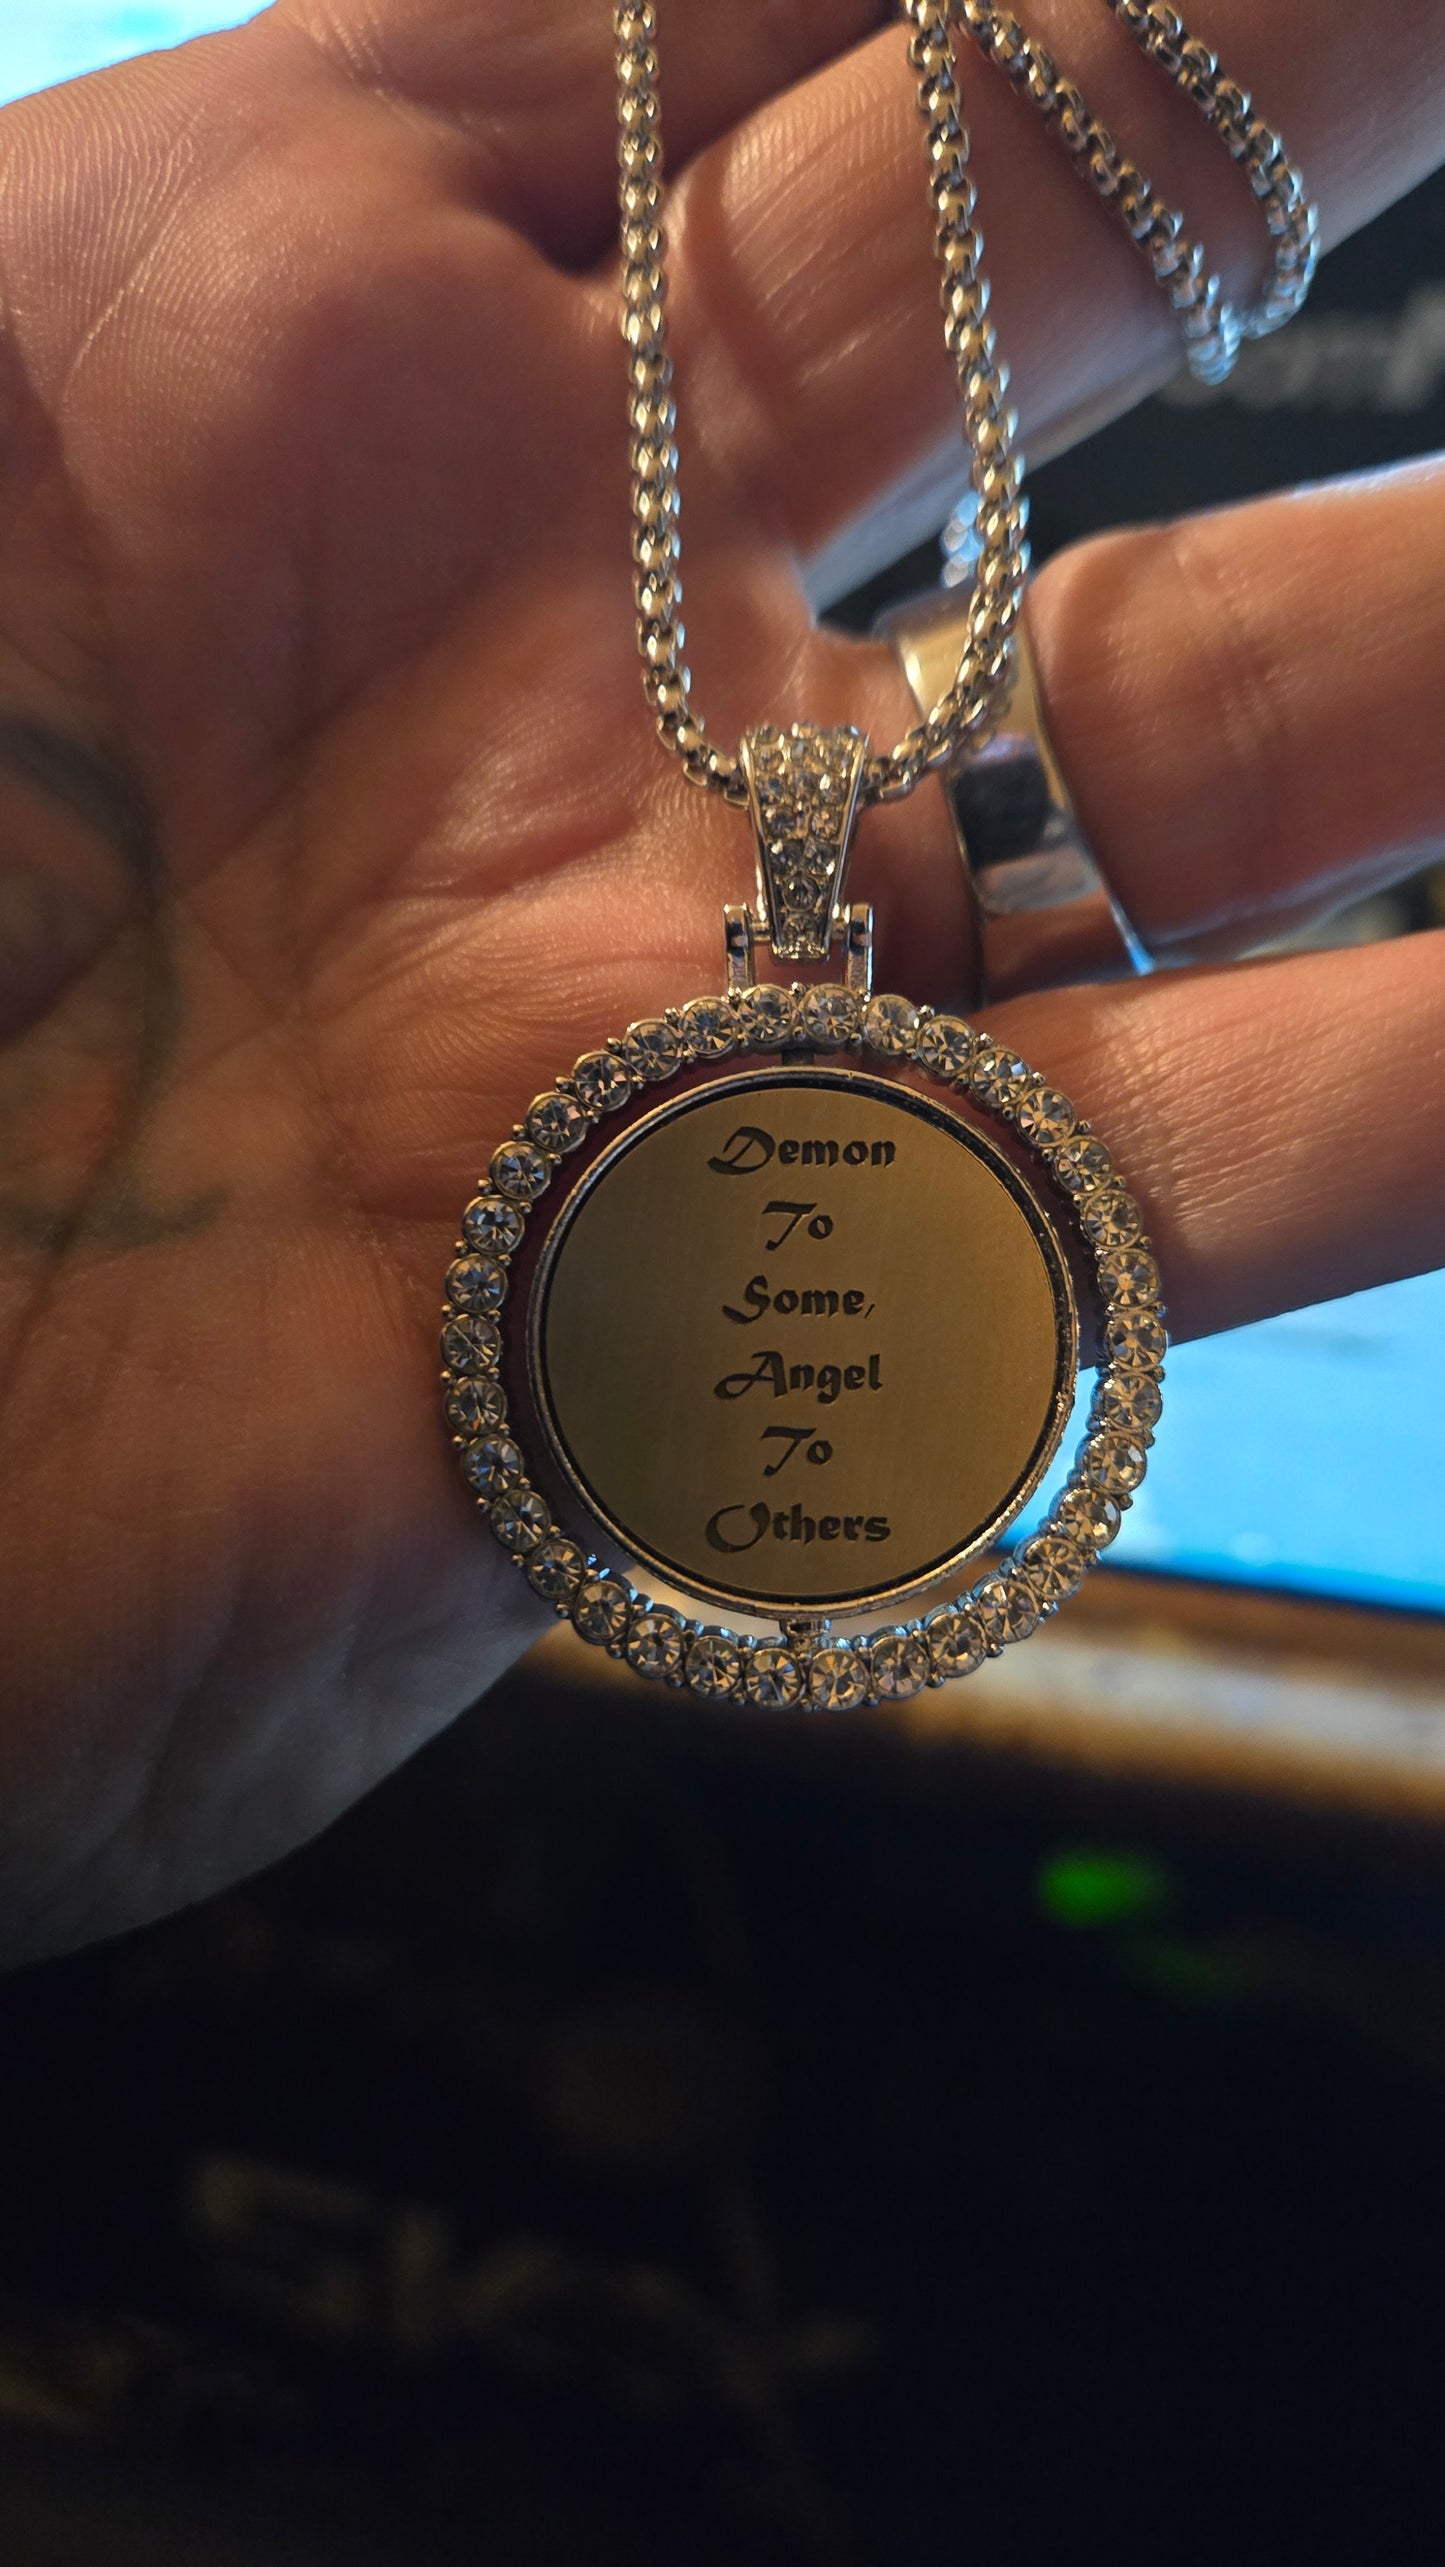 Demon
To
Some,
Angel
To
Others